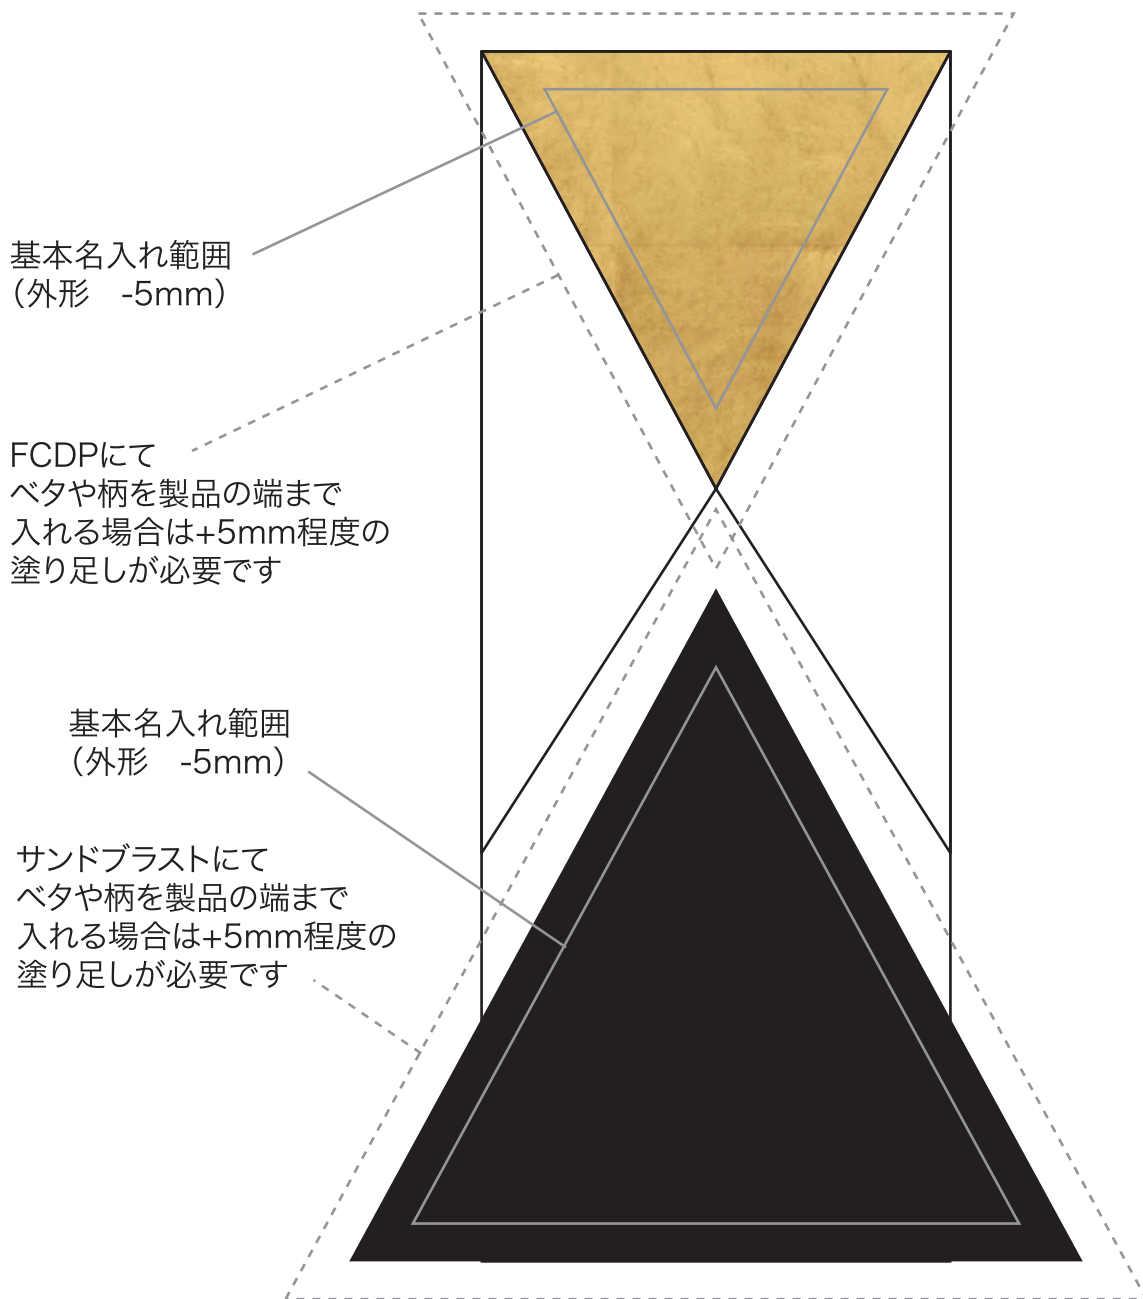 基本名入れ範囲
（外形　-5mm）
FCDPにて
ベタや柄を製品の端まで
入れる場合は+5mm程度の
塗り足しが必要です
基本名入れ範囲
（外形　-5mm）
サンドブラストにて
ベタや柄を製品の端まで
入れる場合は+5mm程度の
塗り足しが必要です